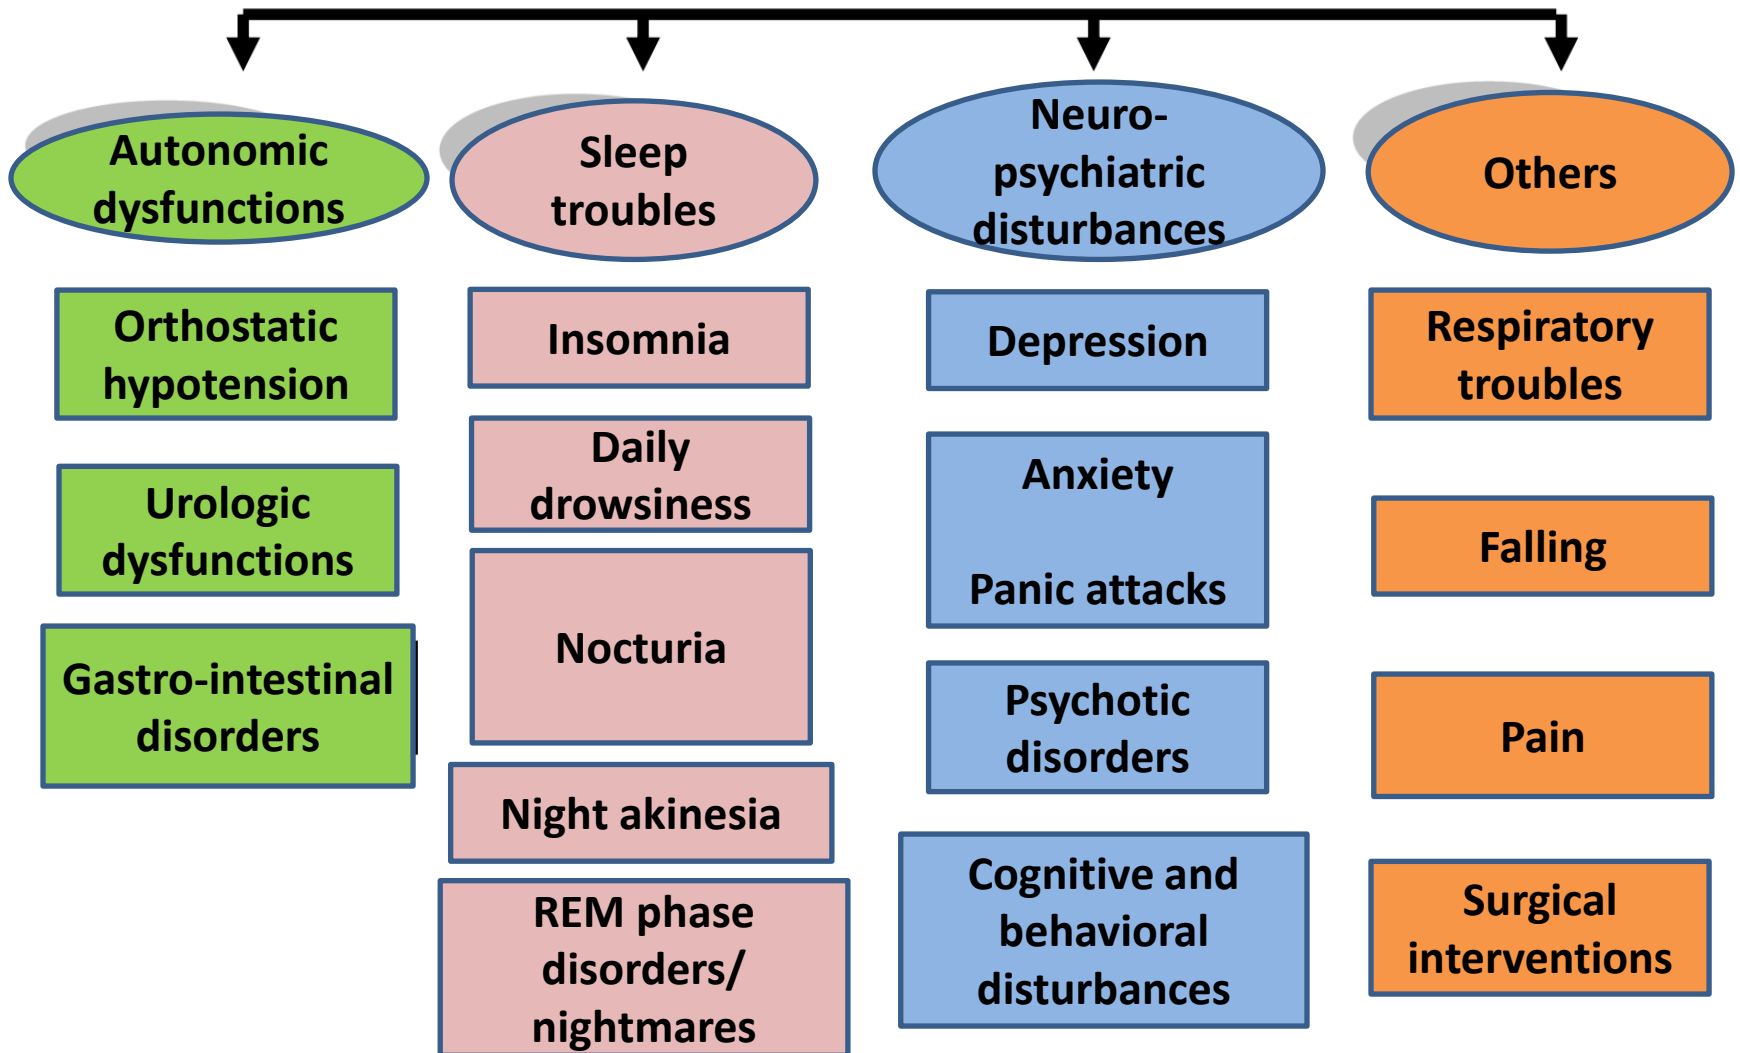 Autonomic
dysfunctions
Orthostatic
hypotension
Urologic
dysfunctions
Gastro-intestinal
disorders
Sleep
troubles
Insomnia
Daily
drowsiness
Nocturia
Night akinesia
REM phase
disorders/
nightmares
Neuro-
psychiatric
disturbances
Depression
Anxiety
Panic attacks
Psychotic
disorders
Cognitive and
behavioral
disturbances
Others
Respiratory
troubles
Falling
Pain
Surgical
interventions